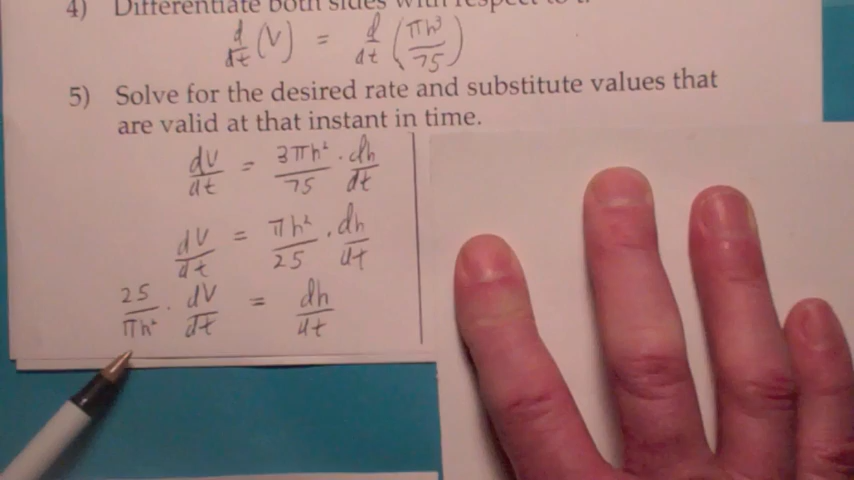 4) Differentiate both sides with respect to t.
d/dt (V) = d/dt (πh³/75)
5) Solve for the desired rate and substitute values that
are valid at that instant in time.
dV/dt = 3πh²/75 · dh/dt
dV/dt = πh²/25 · dh/dt
25/πh² · dV/dt = dh/dt